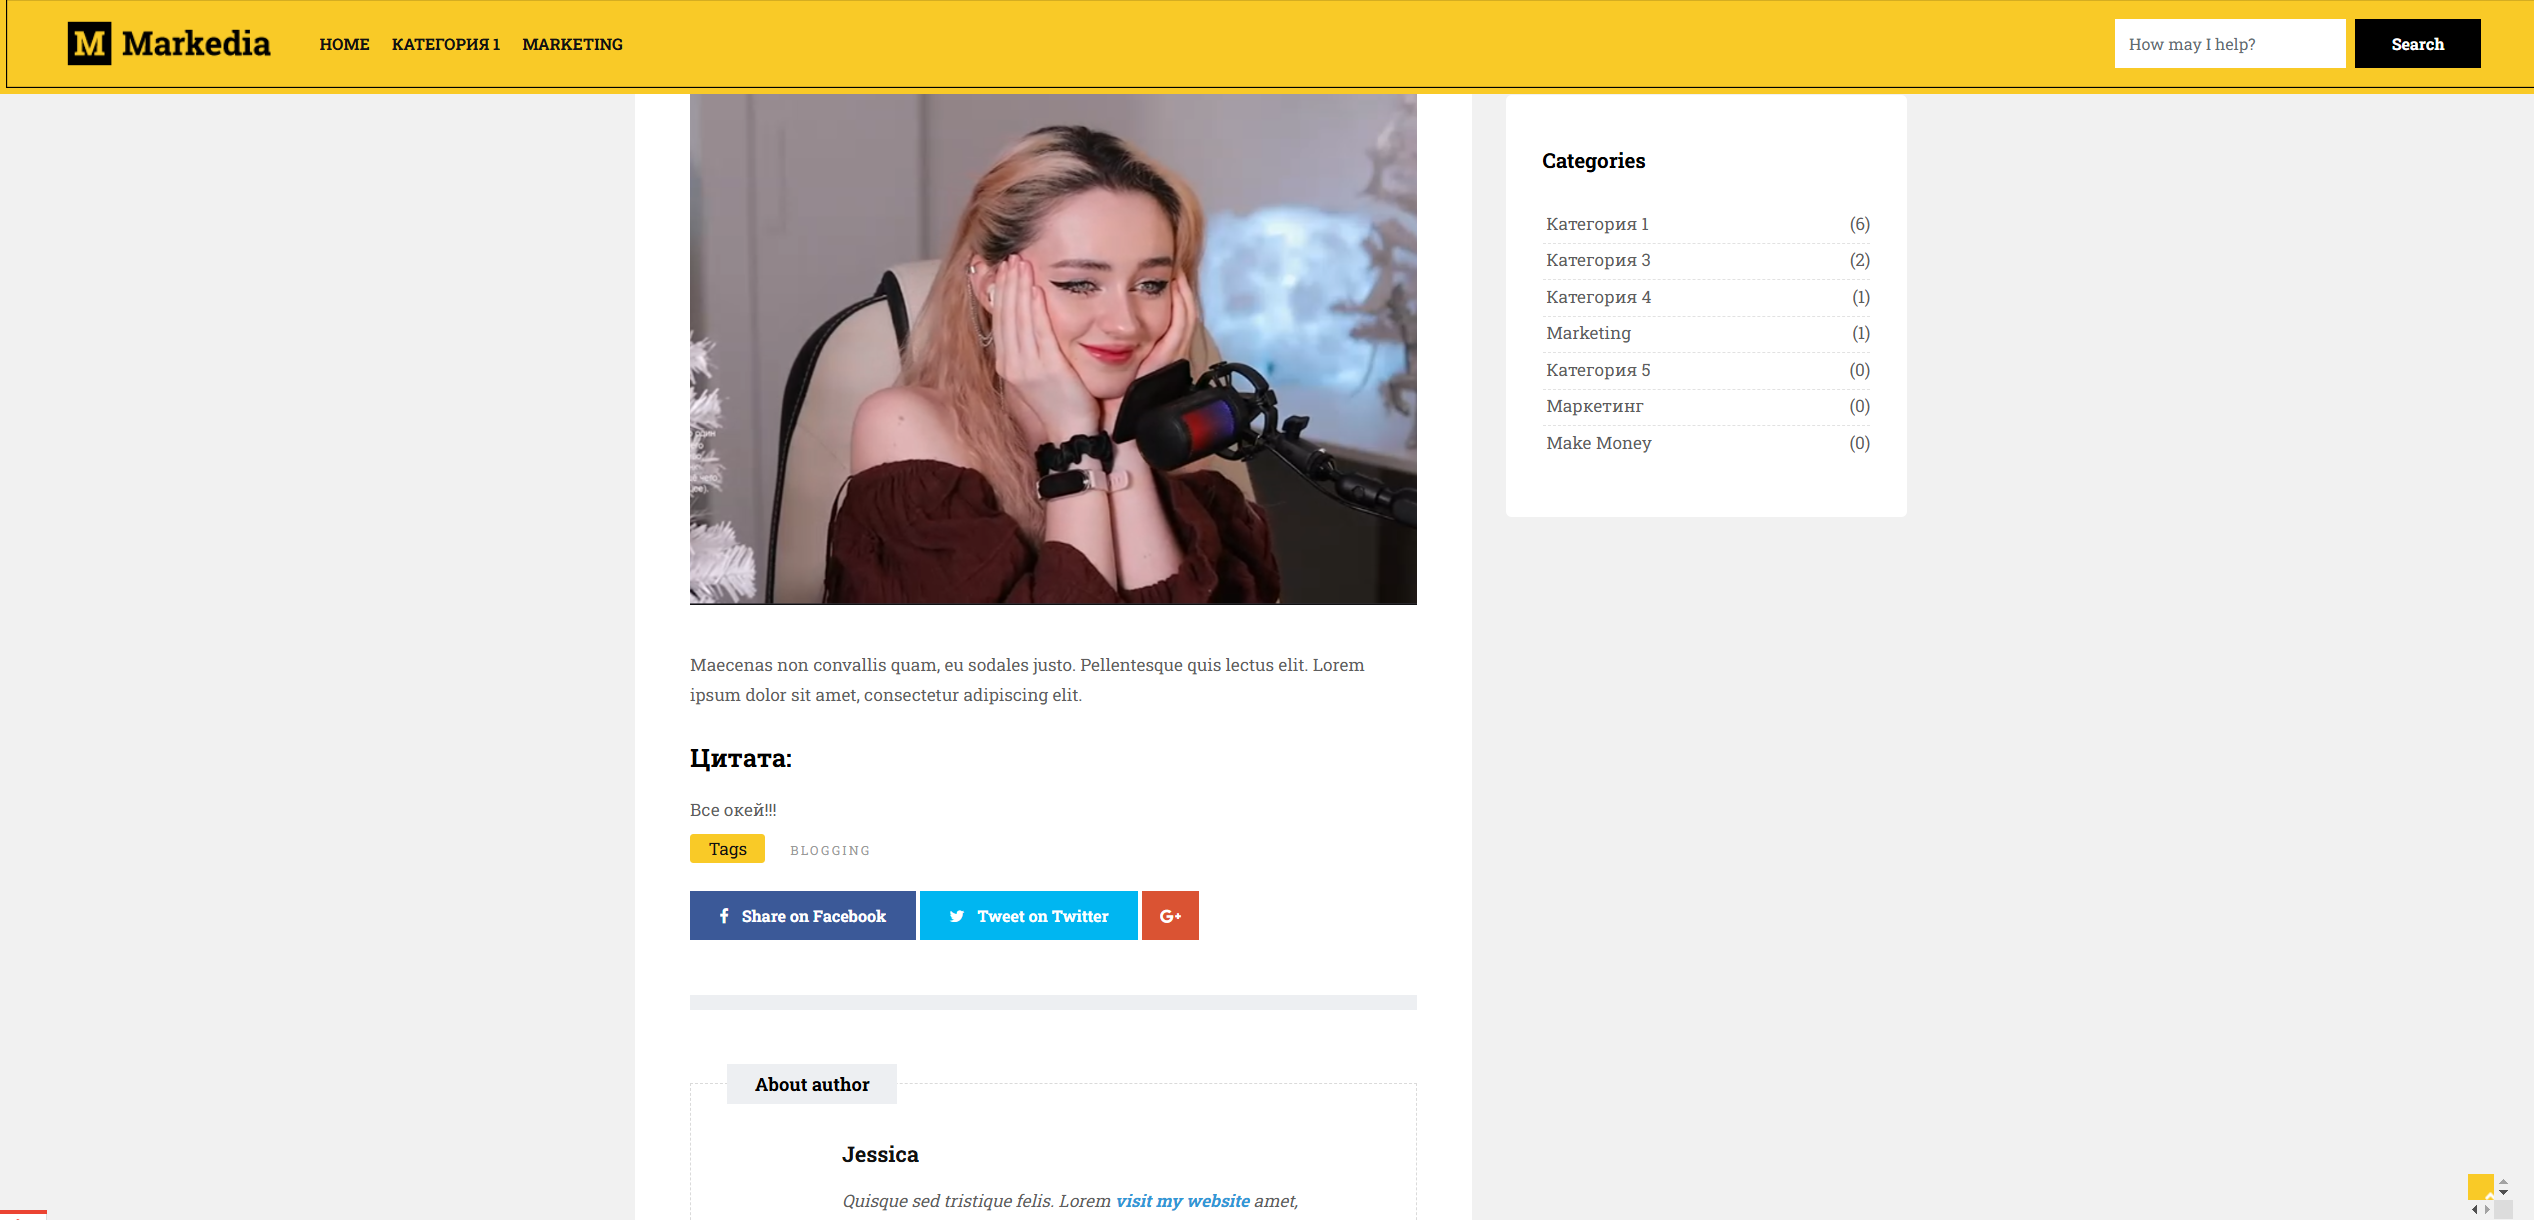 M Markedia
HOME КАТЕГОРИЯ 1 MARKETING
How may I help?
Search
Categories
Категория 1 (6)
Категория 3 (2)
Категория 4 (1)
Marketing (1)
Категория 5 (0)
Маркетинг (0)
Make Money (0)
Maecenas non convallis quam, eu sodales justo. Pellentesque quis lectus elit. Lorem
ipsum dolor sit amet, consectetur adipiscing elit.
Цитата:
Все окей!!!
Tags BLOGGING
Share on Facebook
Tweet on Twitter
G+
About author
Jessica
Quisque sed tristique felis. Lorem visit my website amet,